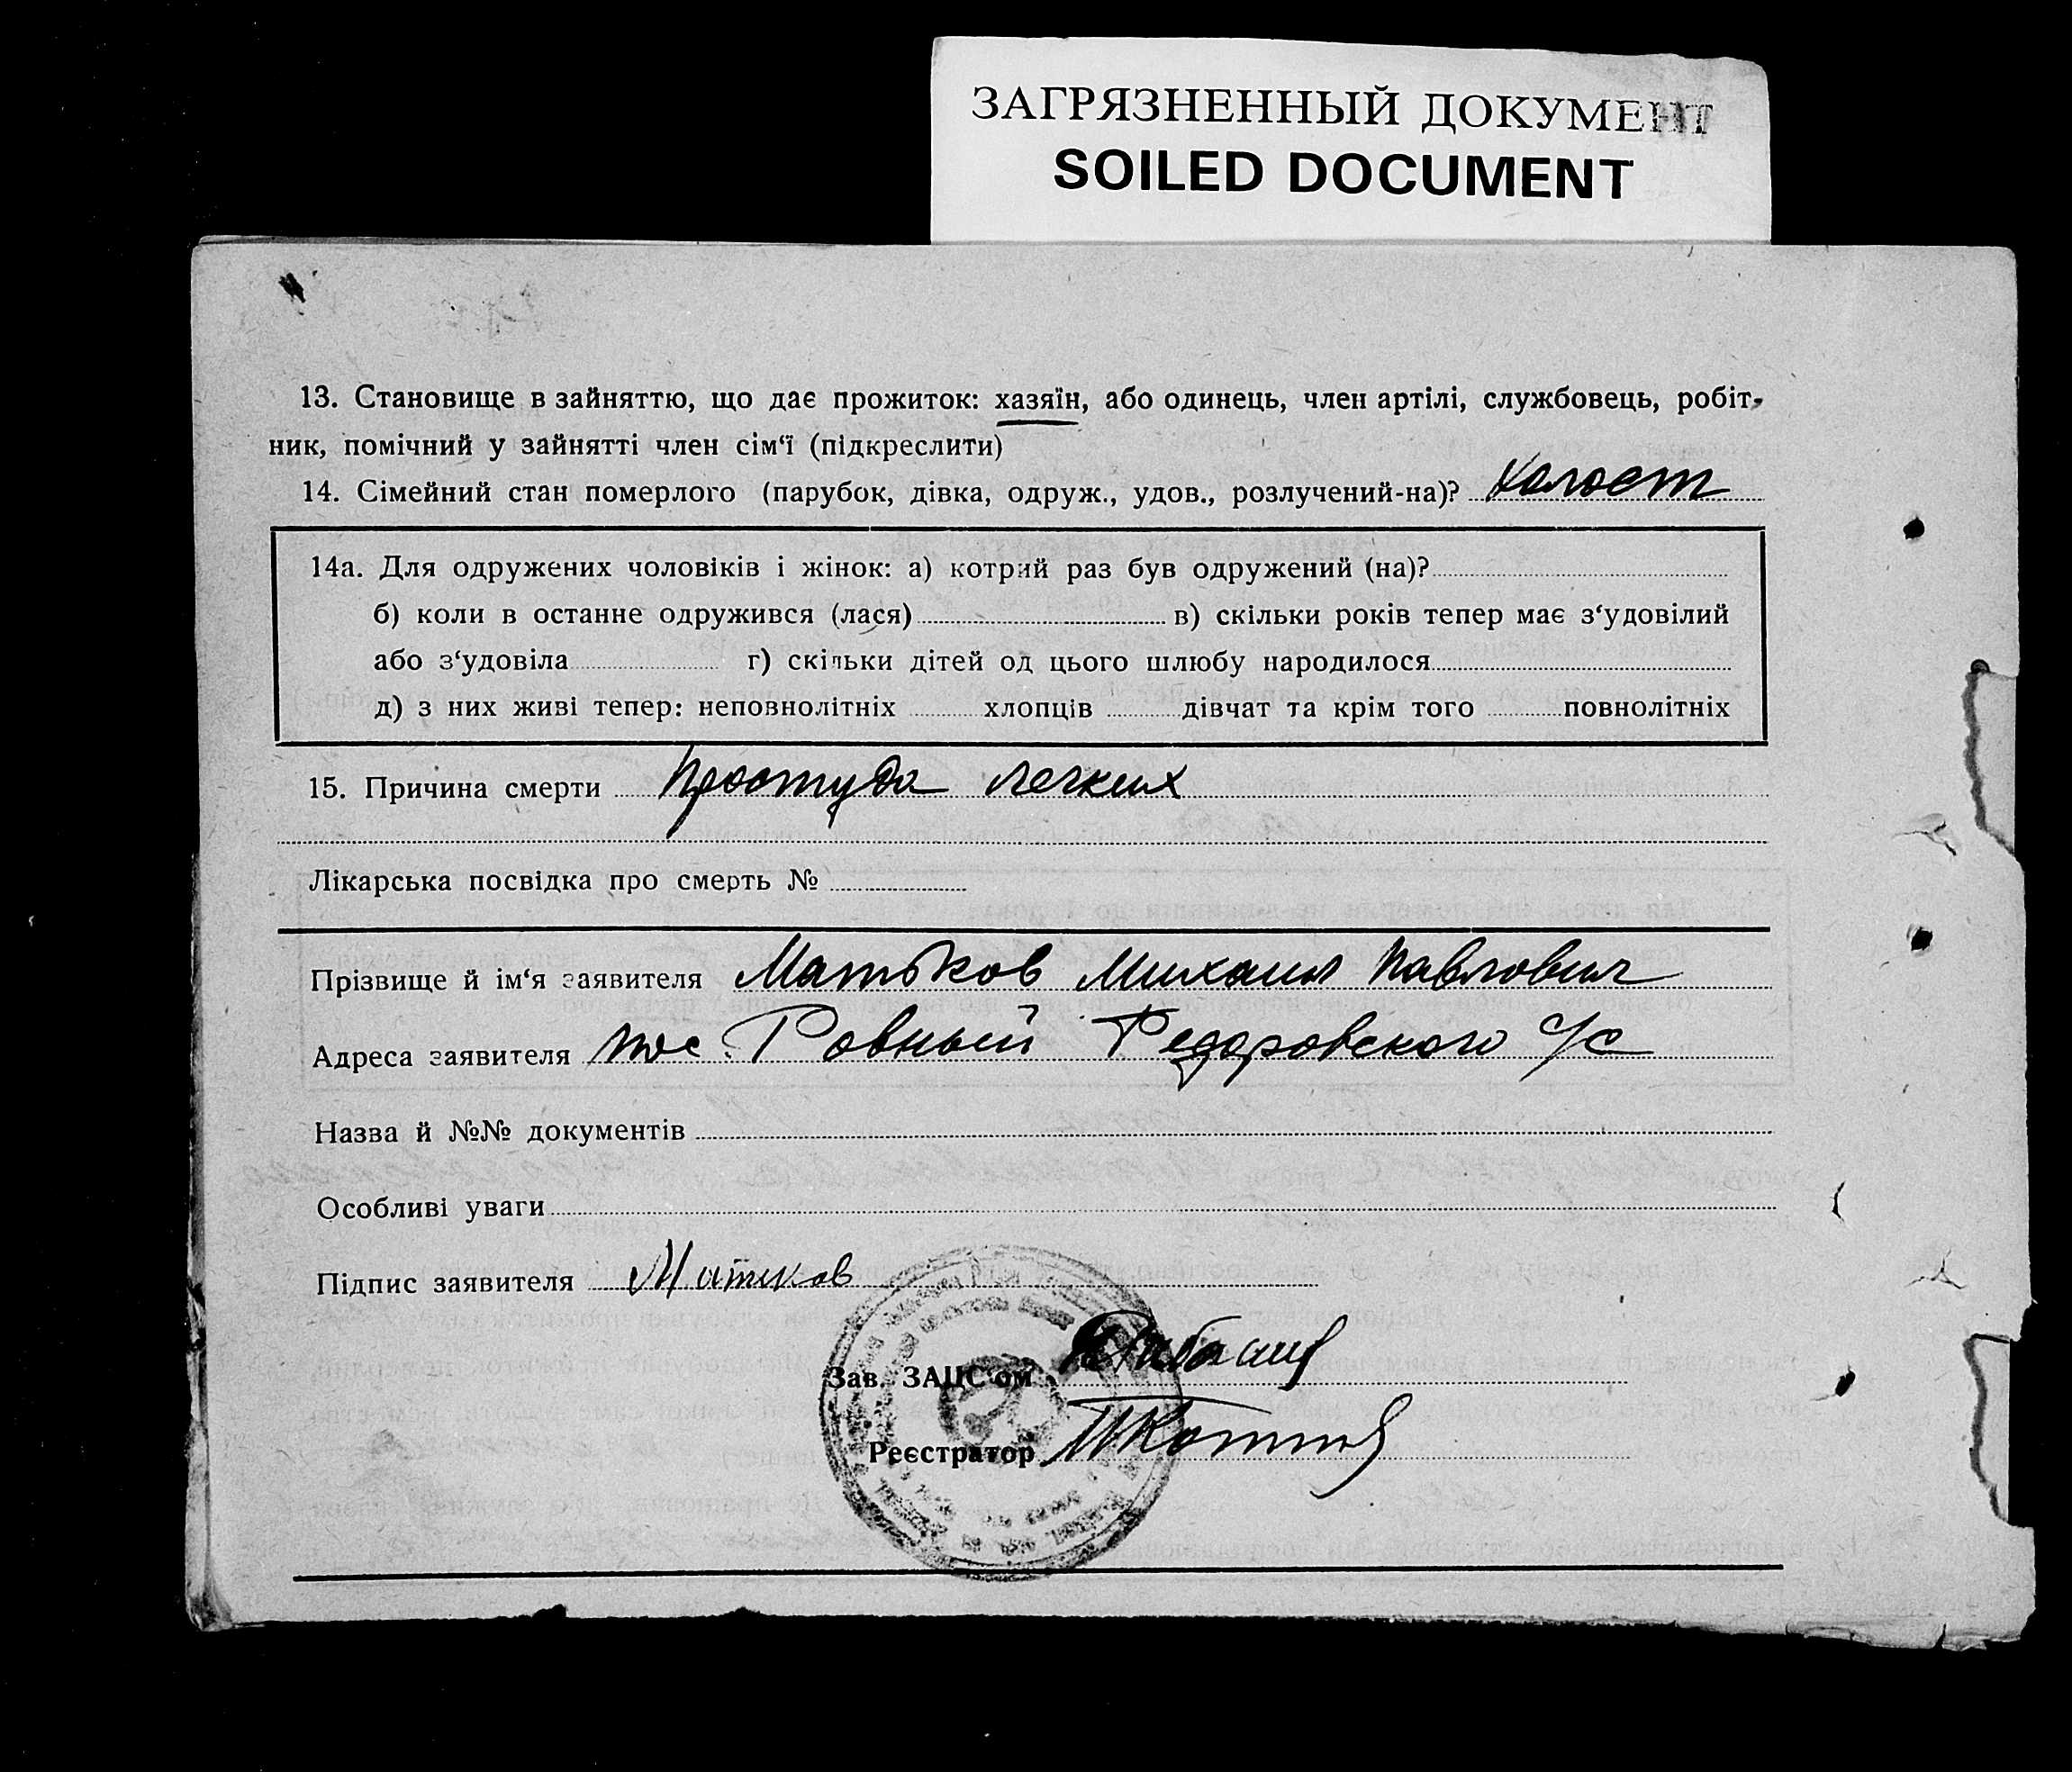 ЗАГРЯЗНЕННЫЙ ДОКУМЕНТ
SOILED DOCUMENT
13. Становище в зайняттю, що дає прожиток: хазяїн, або одинець, член артілі, службовець, робіт-
ник, помічний у зайнятті член сім‘ї (підкреслити)
14. Сімейний стан померлого (парубок, дівка, одруж., удов., розлучений-на)? Холост
14а. Для одружених чоловіків і жінок: а) котрий раз був одружений (на)?
б) коли в останне одружився (лася) в) скільки років тепер має з‘удовілий
або з‘удовіла г) скільки дітей од цього шлюбу народилося
д) з них живі тепер: неповнолітніх хлопців дівчат та крім того повнолітніх
15. Причина смерти Простуда легких
Лікарська посвідка про смерть №
Прізвище й ім‘я заявителя Матьков Михаил Павлович
Адреса заявителя пос. Ровный Федоровского с/с
Назва й №№ документів
Особливі уваги
Підпис заявителя Матков
Зав. ЗАЦС‘ом
Реєстратор